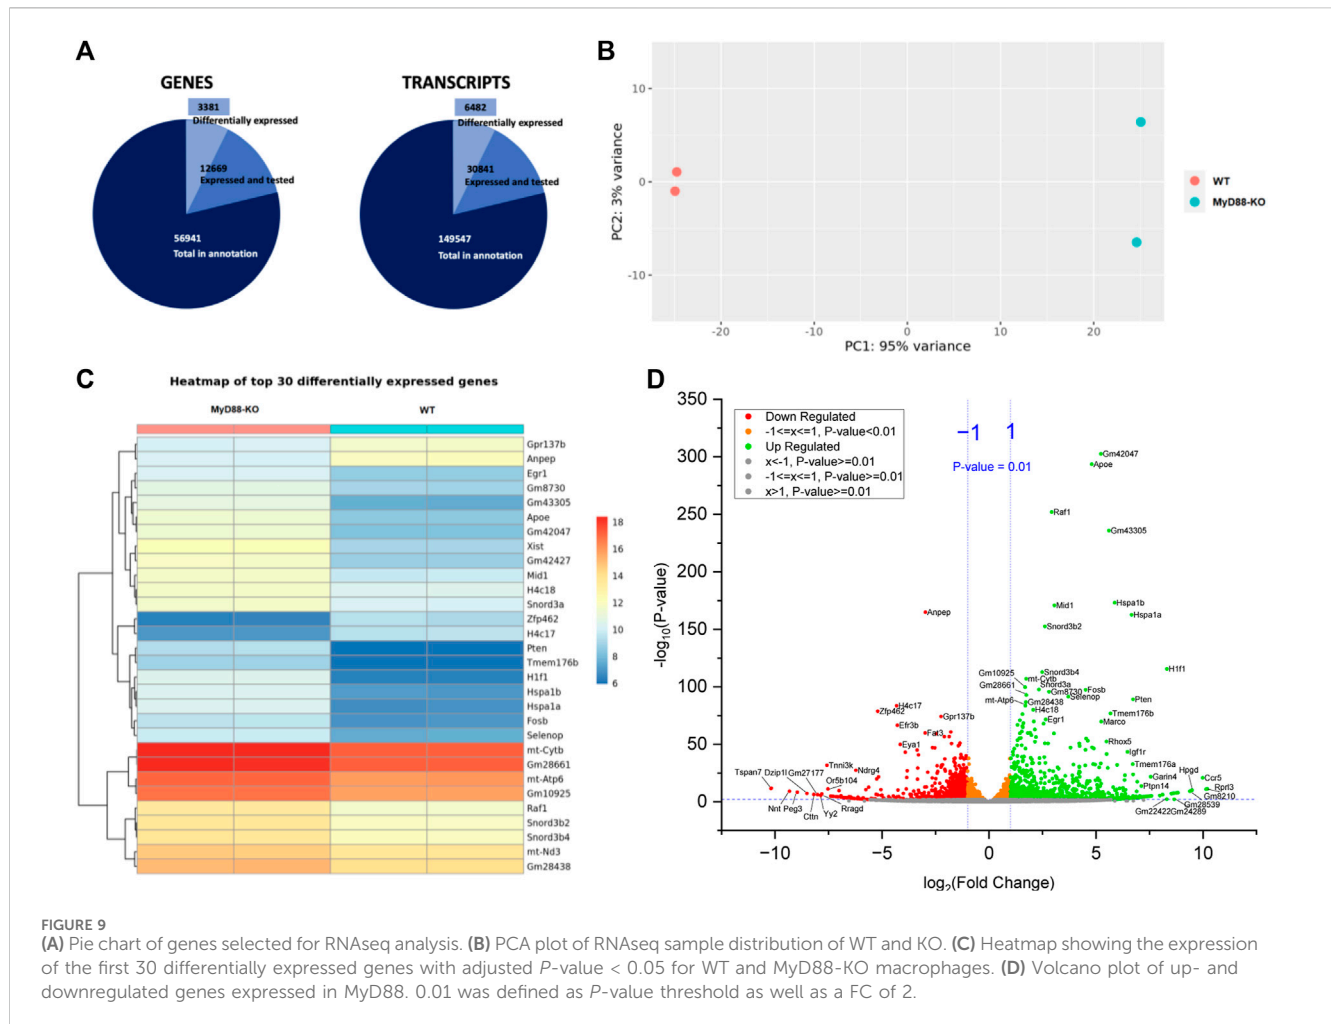 A
GENES
3381
Differentially expressed
12669
Expressed and tested
56941
Total in annotation
TRANSCRIPTS
6482
Differentially expressed
30841
Expressed and tested
149547
Total in annotation
B
PC2: 3% variance
10
0
-10
-20
-10
0
10
20
PC1: 95% variance
WT
MyD88-KO
C
Heatmap of top 30 differentially expressed genes
MyD88-KO
WT
Gpr137b
Anpep
Egr1
Gm8730
Gm43305
Apoe
Gm42047
Xist
Gm42427
Mid1
H4c18
Snord3a
Zfp462
H4c17
Pten
Tmem176b
H1f1
Hspa1b
Hspa1a
Fosb
Selenop
mt-Cytb
Gm28661
mt-Atp6
Gm10925
Raf1
Snord3b2
Snord3b4
mt-Nd3
Gm28438
18
16
14
12
10
8
6
D
-log10(P-value)
350
300
250
200
150
100
50
0
−10
−5
0
5
10
log2(Fold Change)
Down Regulated
-1<=x<=1, P-value<0.01
Up Regulated
x<-1, P-value>=0.01
-1<=x<=1, P-value>=0.01
x>1, P-value>=0.01
−1
1
P-value = 0.01
Gm42047
Apoe
Raf1
Gm43305
Anpep
Mid1
Hspa1b
Hspa1a
Snord3b2
H1f1
Gm10925
Snord3b4
mt-Cytb
Gm28661
Snord3a
Fosb
Gm8730
Selenop
mt-Atp6
Gm28438
Pten
H4c17
Zfp462
H4c18
Tmem176b
Gpr137b
Egr1
Marco
Efr3b
Fat3
Eya1
Rhox5
Igf1r
Tnni3k
Ndrg4
Tmem176a
Tspan7
Dzip1l
Gm27177
Or5b104
Garin4
Hpgd
Ccr5
Ptpn14
Rprl3
Gm8210
Nnt
Peg3
Cttn
Yy2
Rragd
Gm28539
Gm22422
Gm24289
FIGURE 9
(A) Pie chart of genes selected for RNAseq analysis. (B) PCA plot of RNAseq sample distribution of WT and KO. (C) Heatmap showing the expression
of the first 30 differentially expressed genes with adjusted P-value < 0.05 for WT and MyD88-KO macrophages. (D) Volcano plot of up- and
downregulated genes expressed in MyD88. 0.01 was defined as P-value threshold as well as a FC of 2.